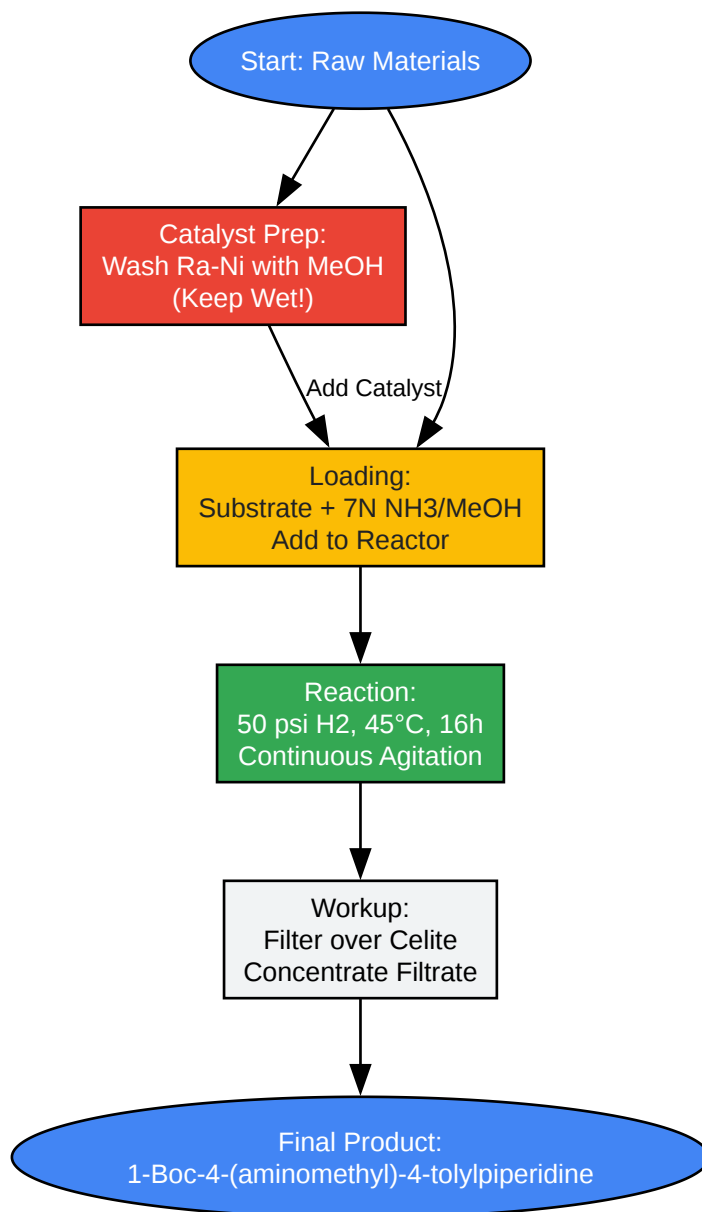 Start: Raw Materials
Catalyst Prep:
Wash Ra-Ni with MeOH
(Keep Wet!)
Add Catalyst
Loading:
Substrate + 7N NH3/MeOH
Add to Reactor
Reaction:
50 psi H2, 45°C, 16h
Continuous Agitation
Workup:
Filter over Celite
Concentrate Filtrate
Final Product:
1-Boc-4-(aminomethyl)-4-tolylpiperidine